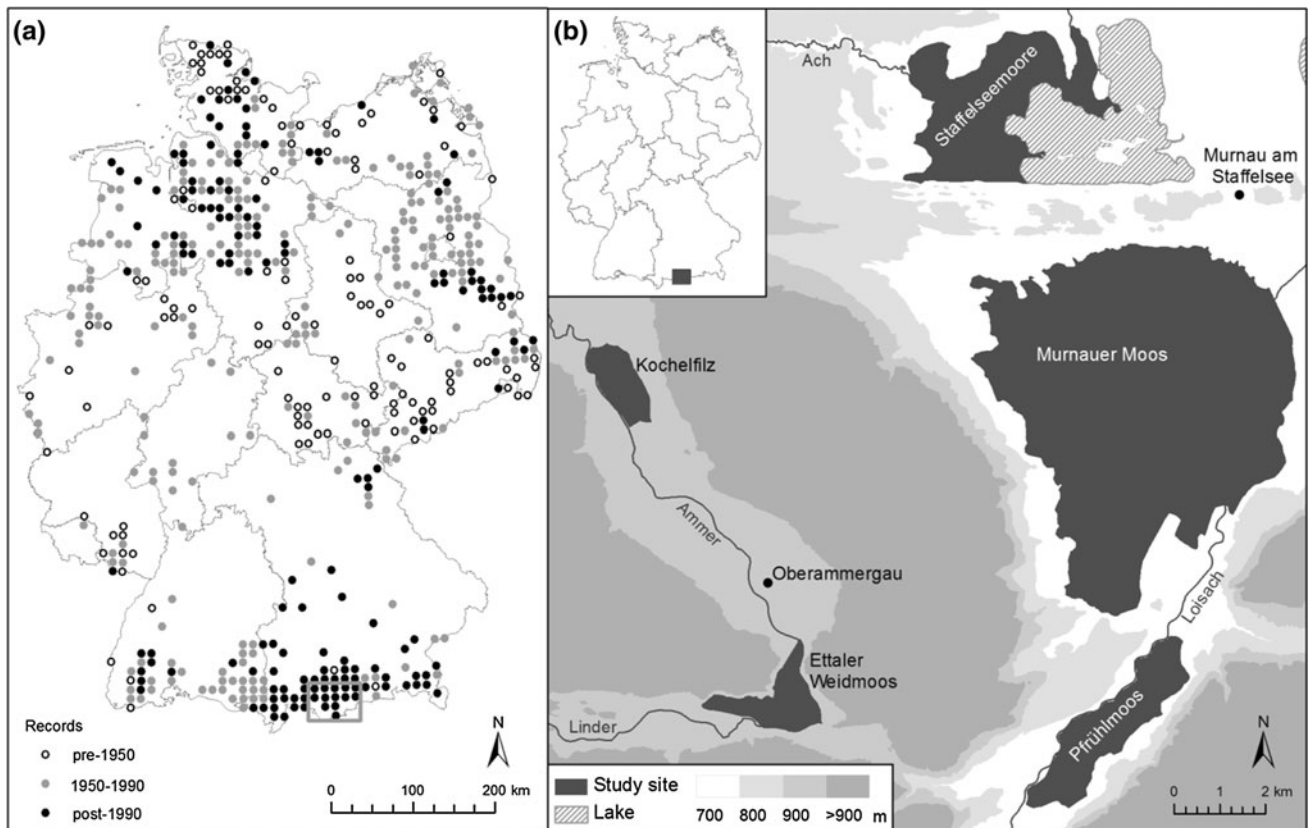 (a)
Records
pre-1950
1950-1990
post-1990
N
0
100
200 km
(b)
Ach
Staffelseemoore
Murnau am
Staffelsee
Murnauer Moos
Kochelfilz
Ammer
Oberammergau
Loisach
Ettaler
Weidmoos
Linder
Pfrühlmoos
Study site
Lake
700 800 900 >900 m
N
0 1 2 km